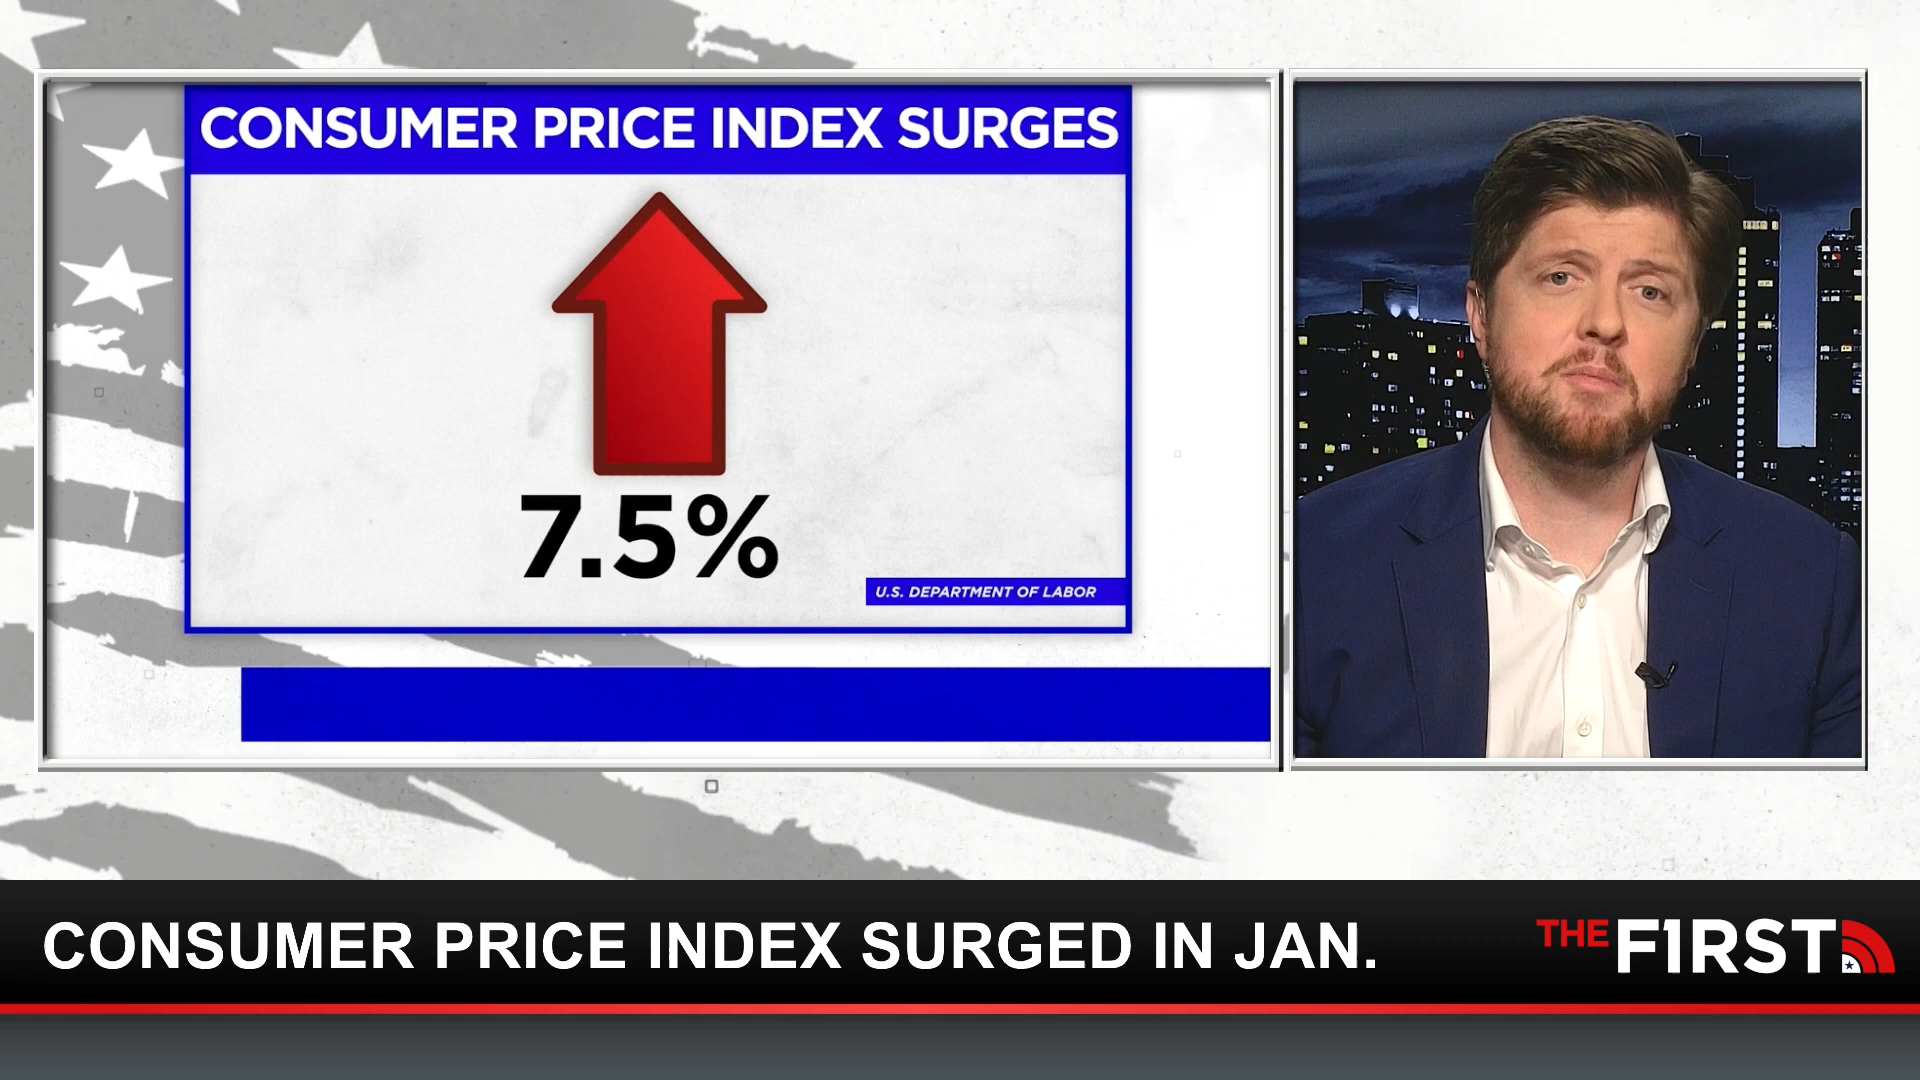 CONSUMER PRICE INDEX SURGES
7.5%
U.S. DEPARTMENT OF LABOR
CONSUMER PRICE INDEX SURGED IN JAN.
THE FIRST